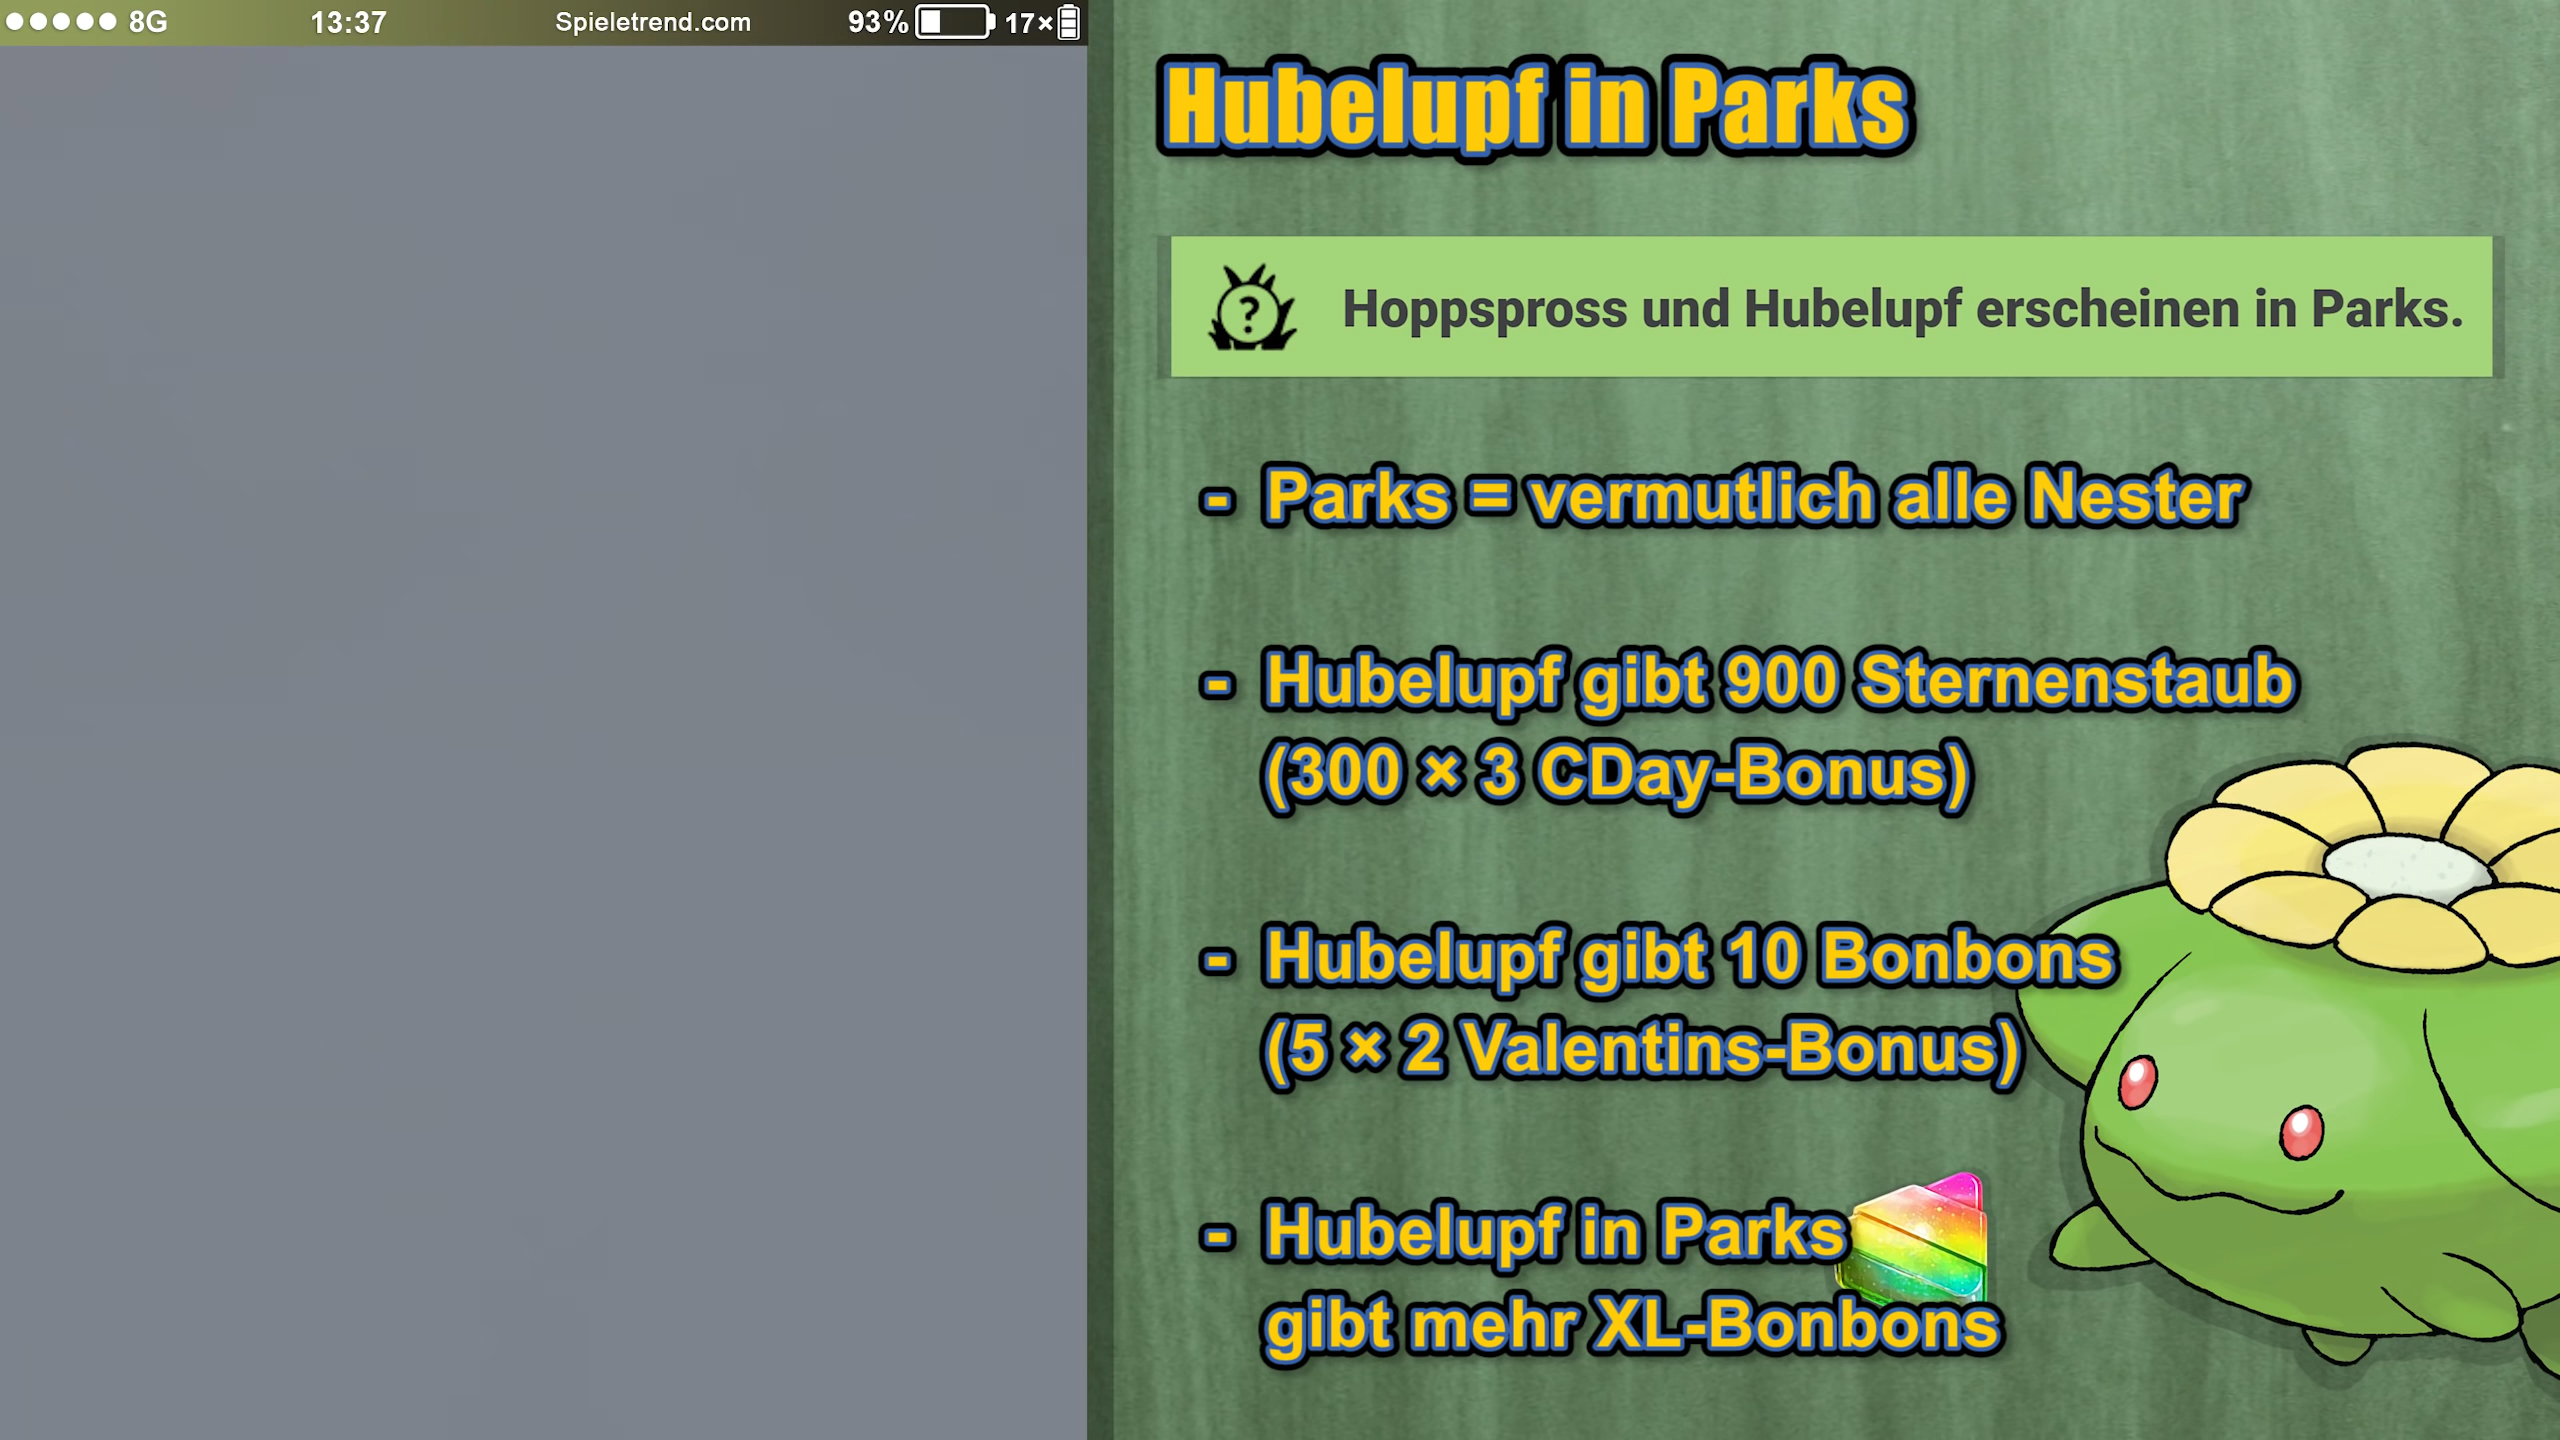 ●●●●● 8G 13:37 Spieletrend.com 93% 17×
Hubelupf in Parks
? Hoppspross und Hubelupf erscheinen in Parks.
- Parks = vermutlich alle Nester
- Hubelupf gibt 900 Sternenstaub
(300 × 3 CDay-Bonus)
- Hubelupf gibt 10 Bonbons
(5 × 2 Valentins-Bonus)
- Hubelupf in Parks
gibt mehr XL-Bonbons